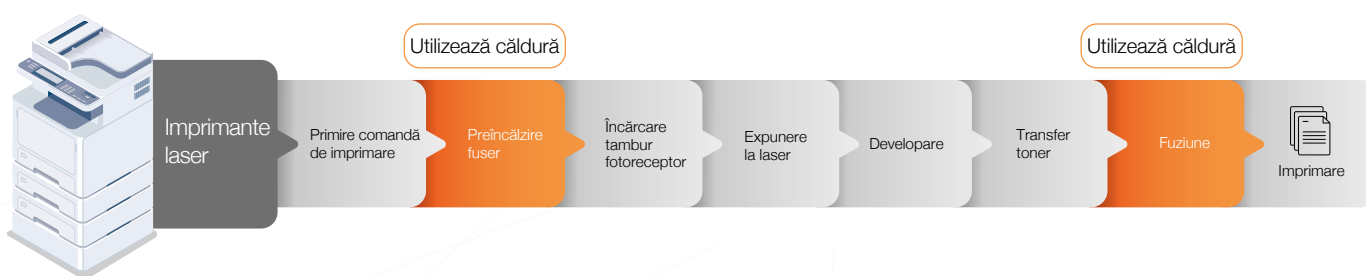 Utilizează căldură
Utilizează căldură
Imprimante
laser
Primire comandă
de imprimare
Preîncălzire
fuser
Încărcare
tambur
fotoreceptor
Expunere
la laser
Developare
Transfer
toner
Fuziune
Imprimare